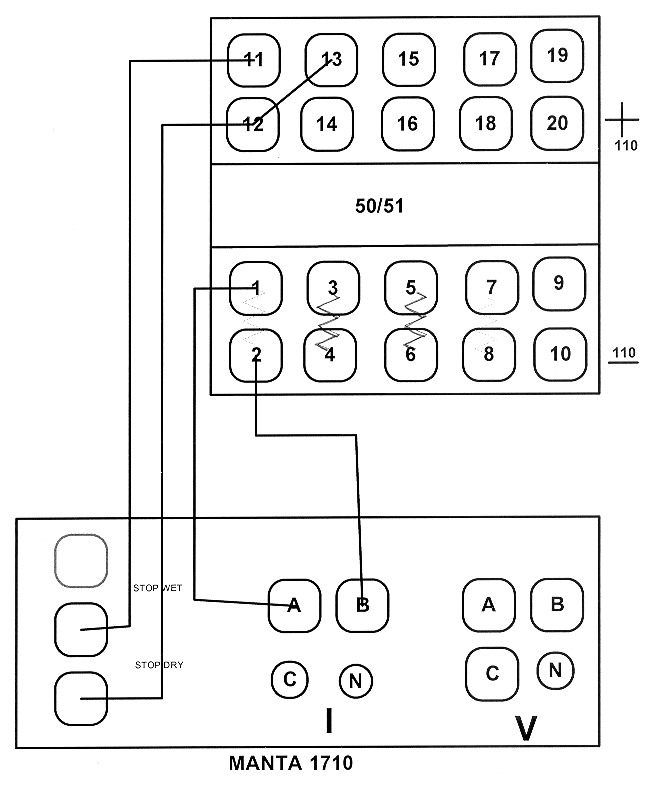 11 13 15 17 19
12 14 16 18 20
110
50/51
1 3 5 7 9
2 4 6 8 10
110
STOP WET
A B A B
STOP DRY
C N C N
I V
MANTA 1710